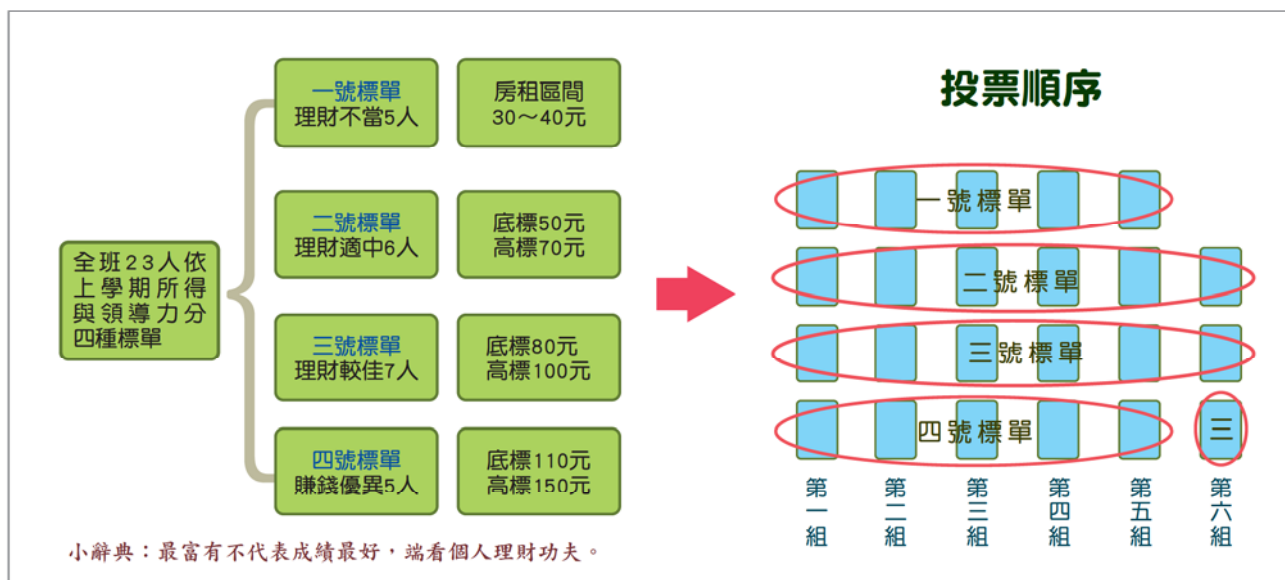 全班23人依
上學期所得
與領導力分
四種標單
一號標單
理財不當5人
房租區間
30～40元
二號標單
理財適中6人
底標50元
高標70元
三號標單
理財較佳7人
底標80元
高標100元
四號標單
賺錢優異5人
底標110元
高標150元
小辭典：最富有不代表成績最好，端看個人理財功夫。
投票順序
一號標單
二號標單
三號標單
四號標單
三
第一組
第二組
第三組
第四組
第五組
第六組